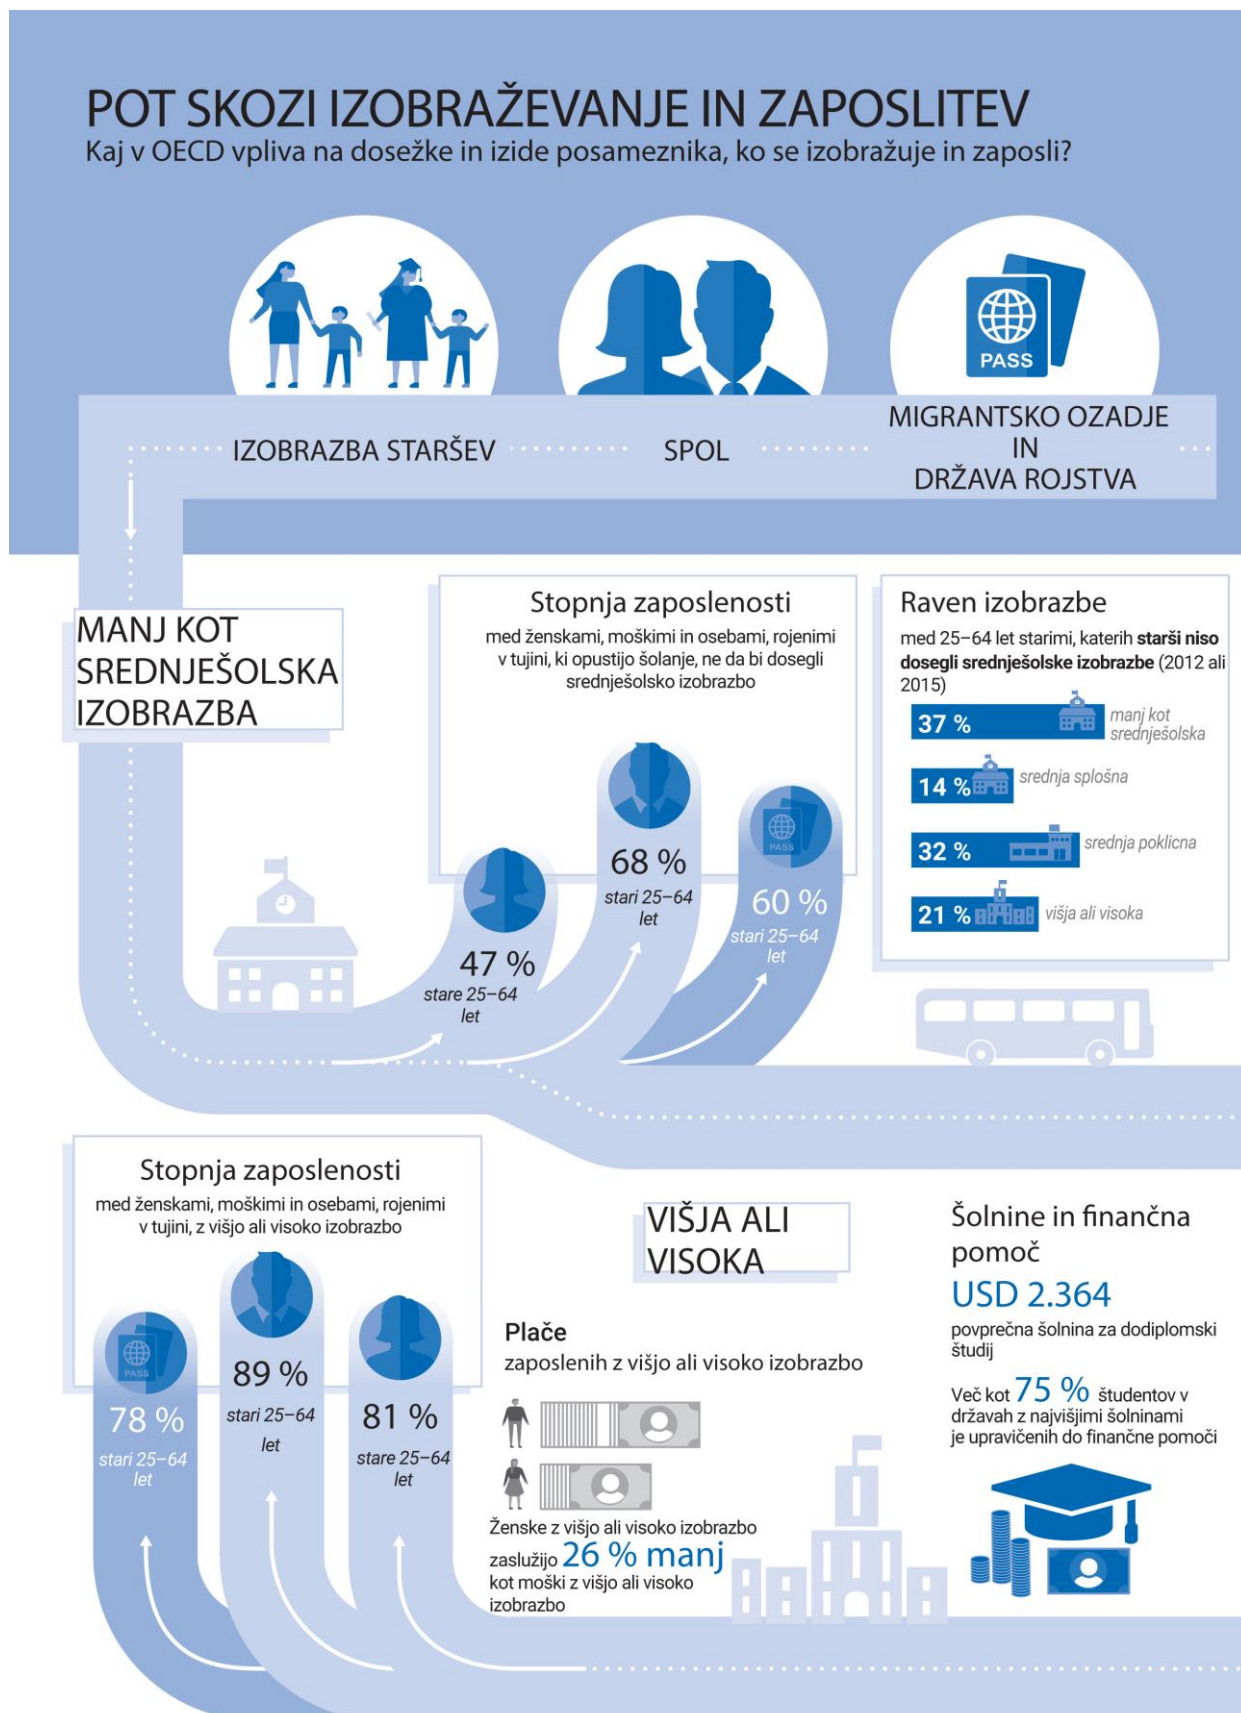 POT SKOZI IZOBRAŽEVANJE IN ZAPOSLITEV
Kaj v OECD vpliva na dosežke in izide posameznika, ko se izobražuje in zaposli?
PASS
IZOBRAZBA STARŠEV
SPOL
MIGRANTSKO OZADJE
IN
DRŽAVA ROJSTVA
MANJ KOT
SREDNJEŠOLSKA
IZOBRAZBA
Stopnja zaposlenosti
med ženskami, moškimi in osebami, rojenimi
v tujini, ki opustijo šolanje, ne da bi dosegli
srednješolsko izobrazbo
47 %
stare 25–64
let
68 %
stari 25–64
let
PASS
60 %
stari 25–64
let
Raven izobrazbe
med 25–64 let starimi, katerih starši niso
dosegli srednješolske izobrazbe (2012 ali
2015)
37 %
manj kot
srednješolska
14 %
srednja splošna
32 %
srednja poklicna
21 %
višja ali visoka
Stopnja zaposlenosti
med ženskami, moškimi in osebami, rojenimi
v tujini, z višjo ali visoko izobrazbo
PASS
78 %
stari 25–64
let
89 %
stari 25–64
let
81 %
stare 25–64
let
VIŠJA ALI
VISOKA
Plače
zaposlenih z višjo ali visoko izobrazbo
Ženske z višjo ali visoko izobrazbo
zaslužijo 26 % manj
kot moški z višjo ali visoko
izobrazbo
Šolnine in finančna
pomoč
USD 2.364
povprečna šolnina za dodiplomski
študij
Več kot 75 % študentov v
državah z najvišjimi šolninami
je upravičenih do finančne pomoči